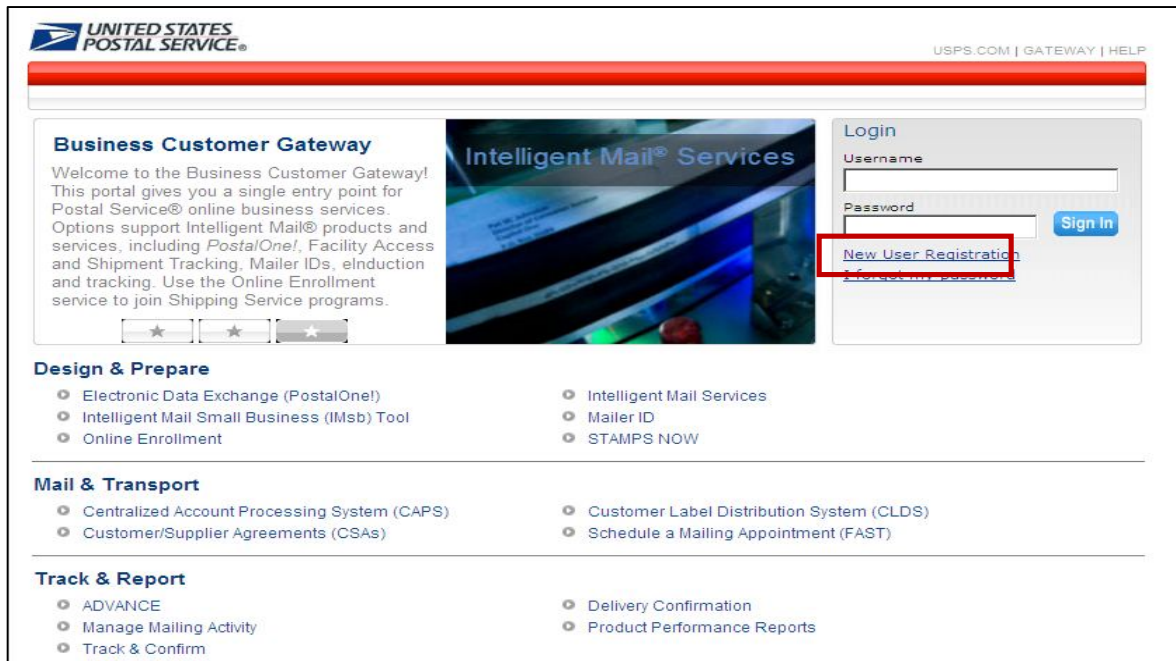 UNITED STATES
POSTAL SERVICE®
USPS.COM | GATEWAY | HELP
Business Customer Gateway
Welcome to the Business Customer Gateway!
This portal gives you a single entry point for
Postal Service® online business services.
Options support Intelligent Mail® products and
services, including PostalOne!, Facility Access
and Shipment Tracking, Mailer IDs, eInduction
and tracking. Use the Online Enrollment
service to join Shipping Service programs.
Intelligent Mail® Services
Login
Username
Password
Sign In
New User Registration
I forgot my password
Design & Prepare
Electronic Data Exchange (PostalOne!)
Intelligent Mail Small Business (IMsb) Tool
Online Enrollment
Intelligent Mail Services
Mailer ID
STAMPS NOW
Mail & Transport
Centralized Account Processing System (CAPS)
Customer/Supplier Agreements (CSAs)
Customer Label Distribution System (CLDS)
Schedule a Mailing Appointment (FAST)
Track & Report
ADVANCE
Manage Mailing Activity
Track & Confirm
Delivery Confirmation
Product Performance Reports